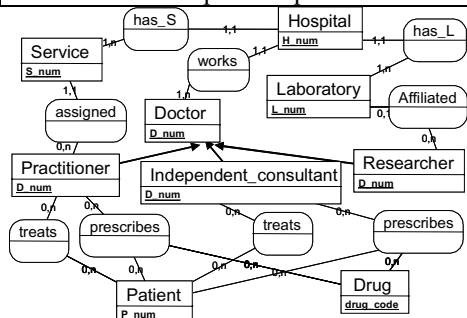 has_S
Hospital
H_num
has_L
1,n
1,1
1,1
Service
S_num
works
1,1
1,n
Laboratory
L_num
1,1
1,n
assigned
Doctor
D_num
0,1
Affiliated
0,n
0,n
Practitioner
D_num
Independent_consultant
D_num
Researcher
D_num
0,n
0,n
0,n
0,n
treats
prescribes
treats
prescribes
0,n
0,n
0,n
0,n
0,n
Patient
P_num
Drug
drug_code